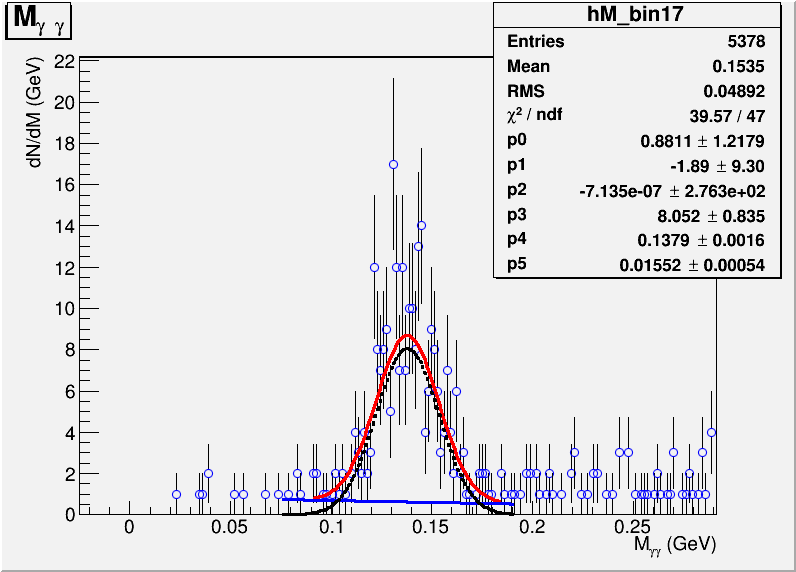 M_γγ
hM_bin17
Entries 5378
Mean 0.1535
RMS 0.04892
χ² / ndf 39.57 / 47
p0 0.8811 ± 1.2179
p1 -1.89 ± 9.30
p2 -7.135e-07 ± 2.763e+02
p3 8.052 ± 0.835
p4 0.1379 ± 0.0016
p5 0.01552 ± 0.00054
dN/dM (GeV)
22
20
18
16
14
12
10
8
6
4
2
0
0 0.05 0.1 0.15 0.2 0.25
M_γγ (GeV)